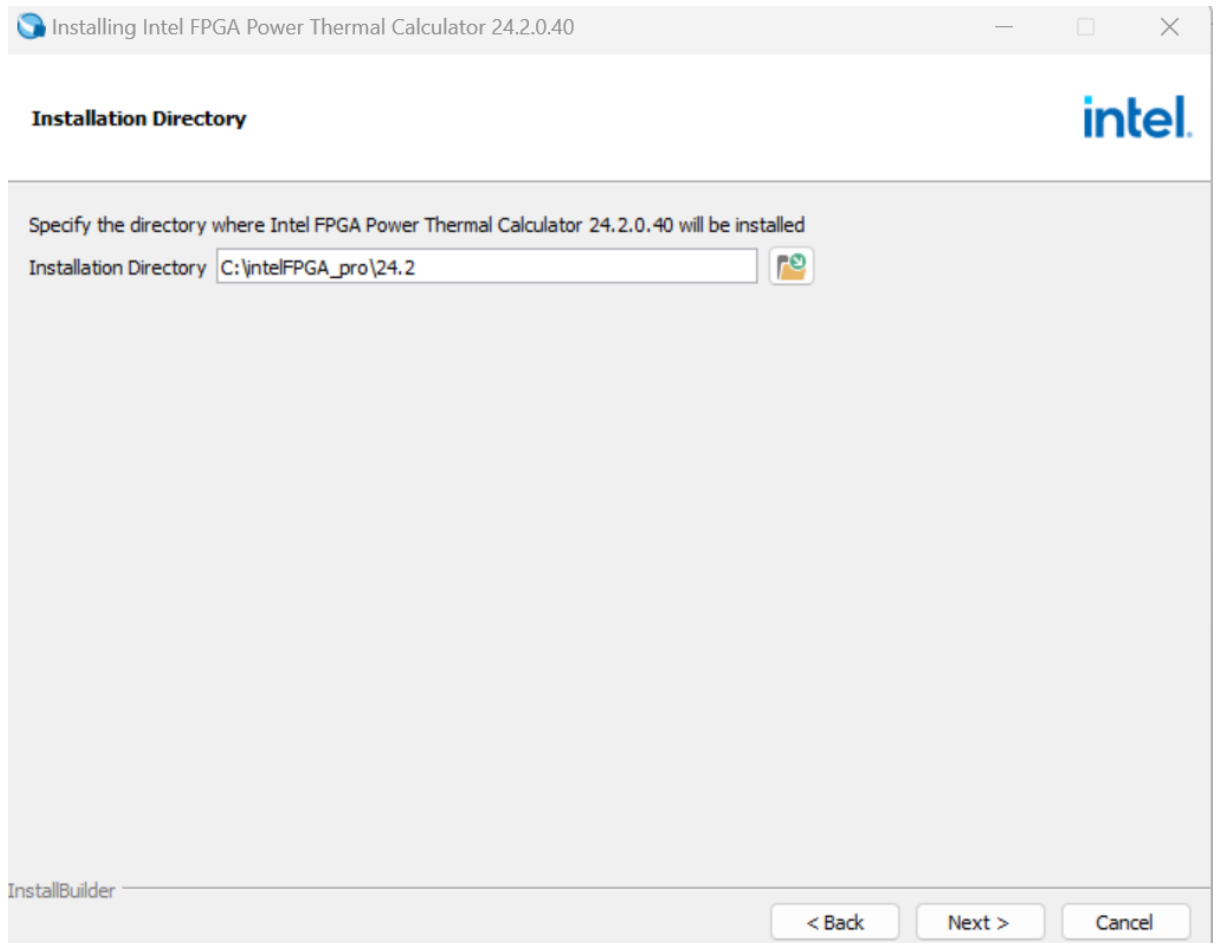 Installing Intel FPGA Power Thermal Calculator 24.2.0.40
Installation Directory
intel.
Specify the directory where Intel FPGA Power Thermal Calculator 24.2.0.40 will be installed
Installation Directory C:\intelFPGA_pro\24.2
InstallBuilder
< Back Next > Cancel